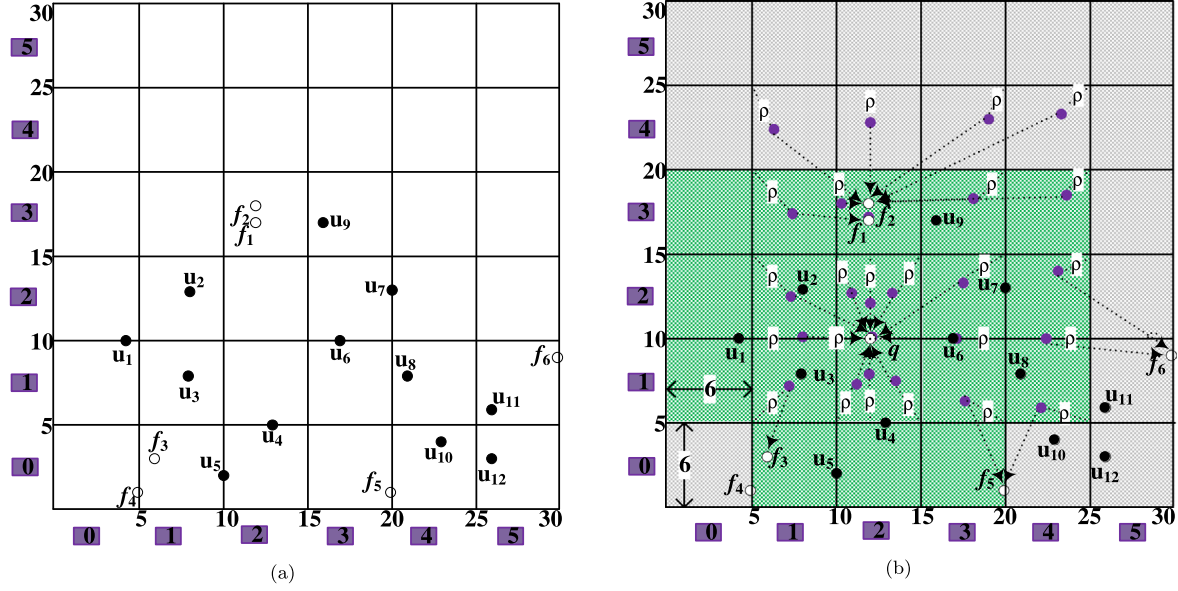 30
5
25
4
20
f₂
3
f₁
u₉
15
u₂
2
u₇
10
u₁
u₆
f₆
u₈
1
u₃
u₁₁
5
u₄
f₃
u₁₀
0
u₅
u₁₂
f₄
f₅
5 10 15 20 25 30
0 1 2 3 4 5
(a)
30
5
25
ρ ρ ρ ρ
4
20
ρ ρ ρ
3
f₁ f₂ u₉
15
ρ u₂ ρ ρ ρ ρ ρ
2
u₇
10
u₁ ρ ρ q u₆ ρ ρ
f₆
u₃ u₈
1
6
ρ ρ ρ ρ ρ
u₁₁
5
u₄
6
f₃
u₁₀
0
u₅
f₅
u₁₂
f₄
5 10 15 20 25 30
0 1 2 3 4 5
(b)